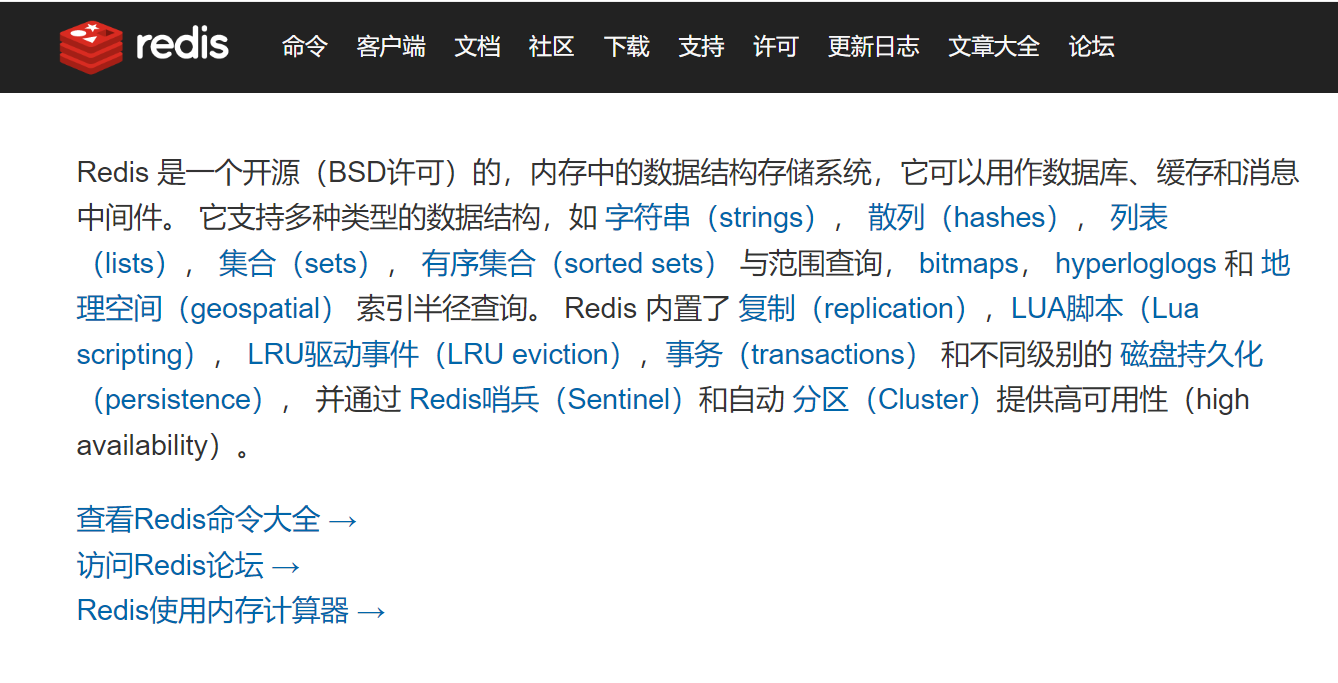 redis 命令 客户端 文档 社区 下载 支持 许可 更新日志 文章大全 论坛
Redis 是一个开源（BSD许可）的，内存中的数据结构存储系统，它可以用作数据库、缓存和消息
中间件。 它支持多种类型的数据结构，如 字符串（strings）， 散列（hashes）， 列表
（lists）， 集合（sets）， 有序集合（sorted sets） 与范围查询， bitmaps， hyperloglogs 和 地
理空间（geospatial） 索引半径查询。 Redis 内置了 复制（replication），LUA脚本（Lua
scripting）， LRU驱动事件（LRU eviction），事务（transactions） 和不同级别的 磁盘持久化
（persistence）， 并通过 Redis哨兵（Sentinel）和自动 分区（Cluster）提供高可用性（high
availability）。
查看Redis命令大全 →
访问Redis论坛 →
Redis使用内存计算器 →